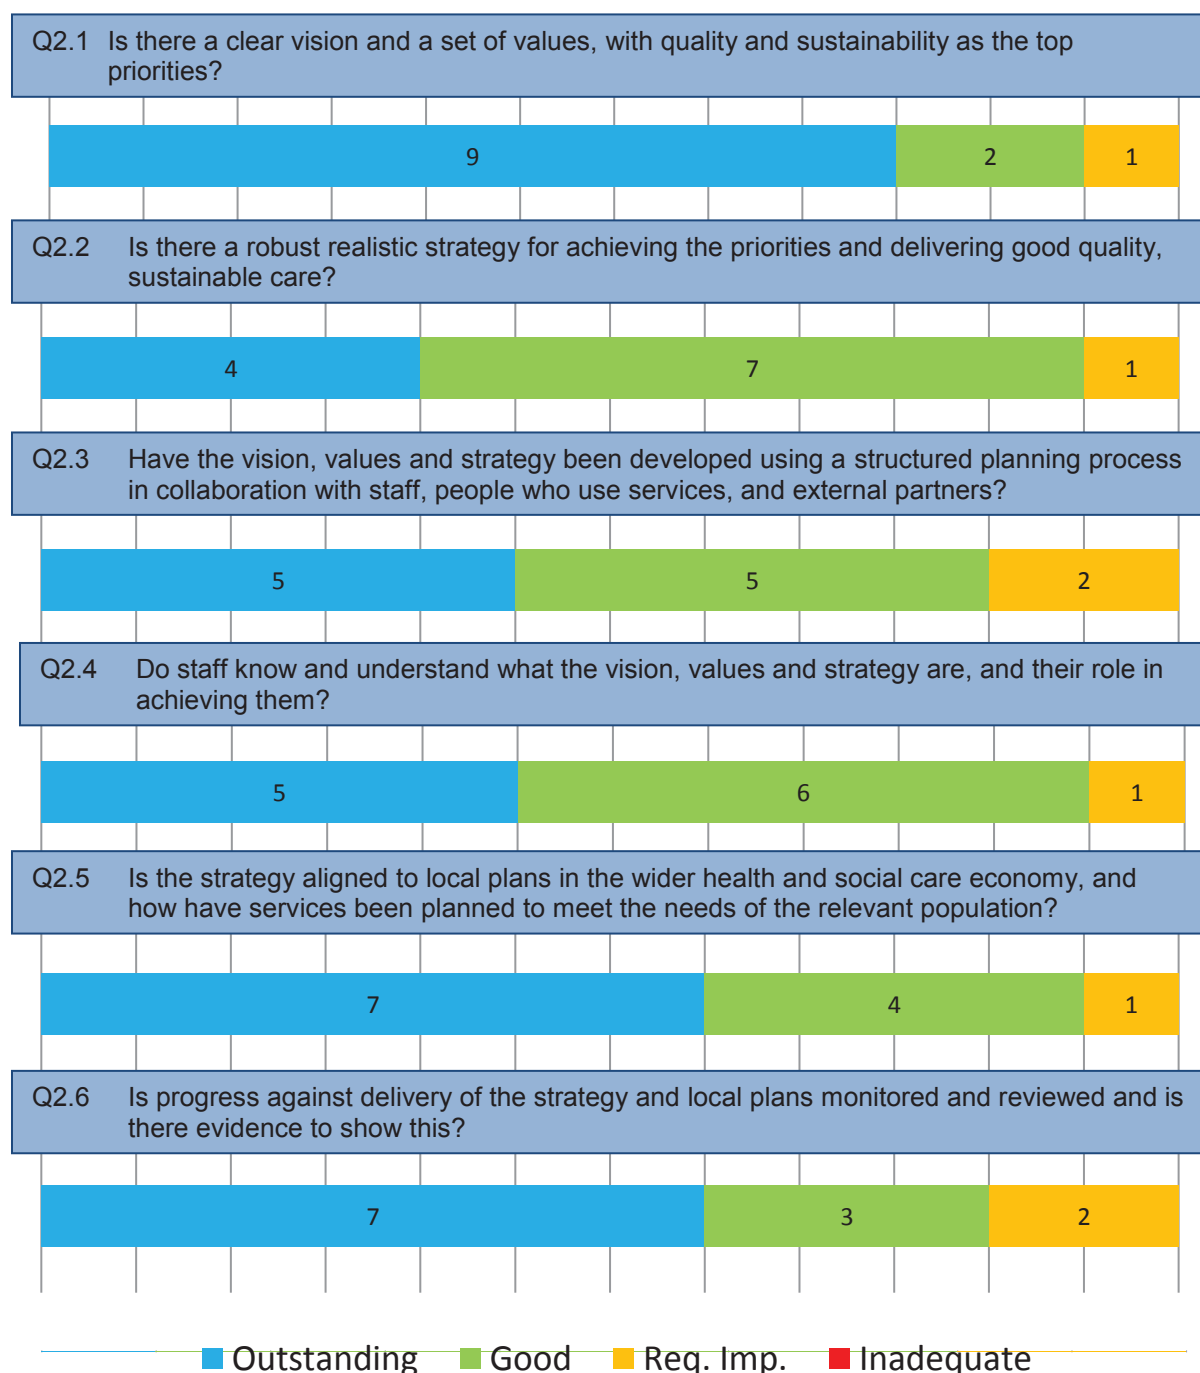 Q2.1 Is there a clear vision and a set of values, with quality and sustainability as the top
priorities?
9 2 1
Q2.2 Is there a robust realistic strategy for achieving the priorities and delivering good quality,
sustainable care?
4 7 1
Q2.3 Have the vision, values and strategy been developed using a structured planning process
in collaboration with staff, people who use services, and external partners?
5 5 2
Q2.4 Do staff know and understand what the vision, values and strategy are, and their role in
achieving them?
5 6 1
Q2.5 Is the strategy aligned to local plans in the wider health and social care economy, and
how have services been planned to meet the needs of the relevant population?
7 4 1
Q2.6 Is progress against delivery of the strategy and local plans monitored and reviewed and is
there evidence to show this?
7 3 2
Outstanding Good Req. Imp. Inadequate